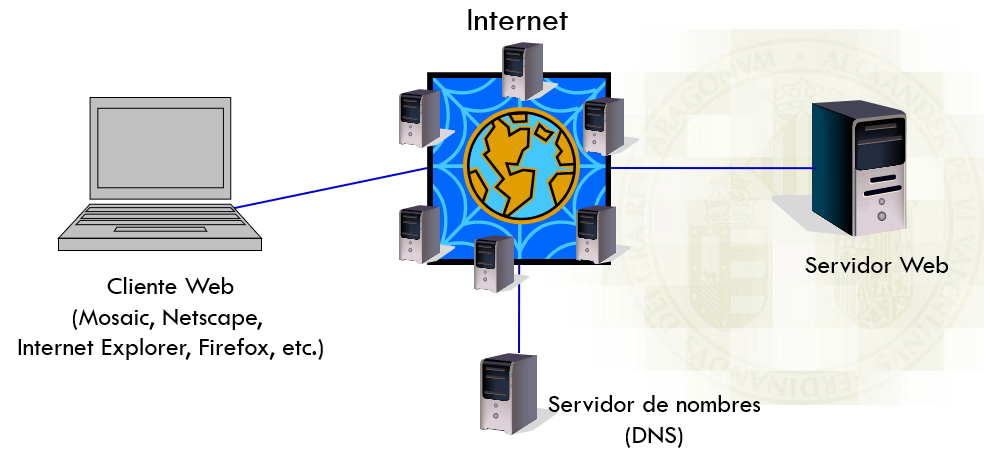 Internet
Cliente Web
(Mosaic, Netscape,
Internet Explorer, Firefox, etc.)
Servidor Web
Servidor de nombres
(DNS)